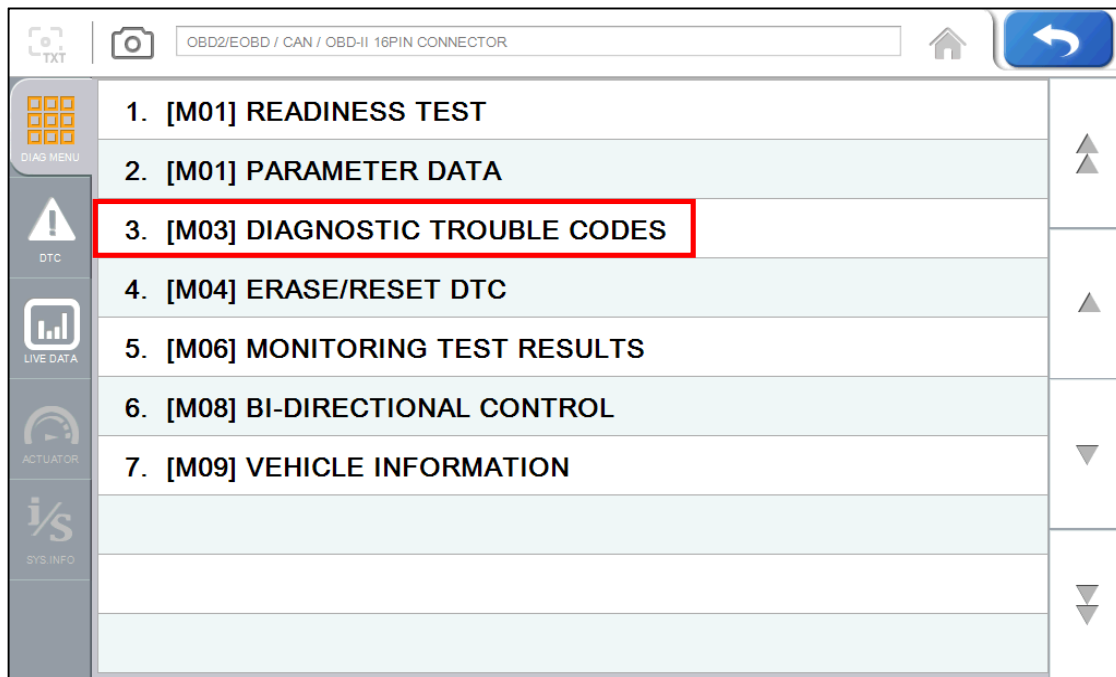 TXT
OBD2/EOBD / CAN / OBD-II 16PIN CONNECTOR
DIAG MENU
DTC
LIVE DATA
ACTUATOR
i/s
SYS.INFO
1. [M01] READINESS TEST
2. [M01] PARAMETER DATA
3. [M03] DIAGNOSTIC TROUBLE CODES
4. [M04] ERASE/RESET DTC
5. [M06] MONITORING TEST RESULTS
6. [M08] BI-DIRECTIONAL CONTROL
7. [M09] VEHICLE INFORMATION